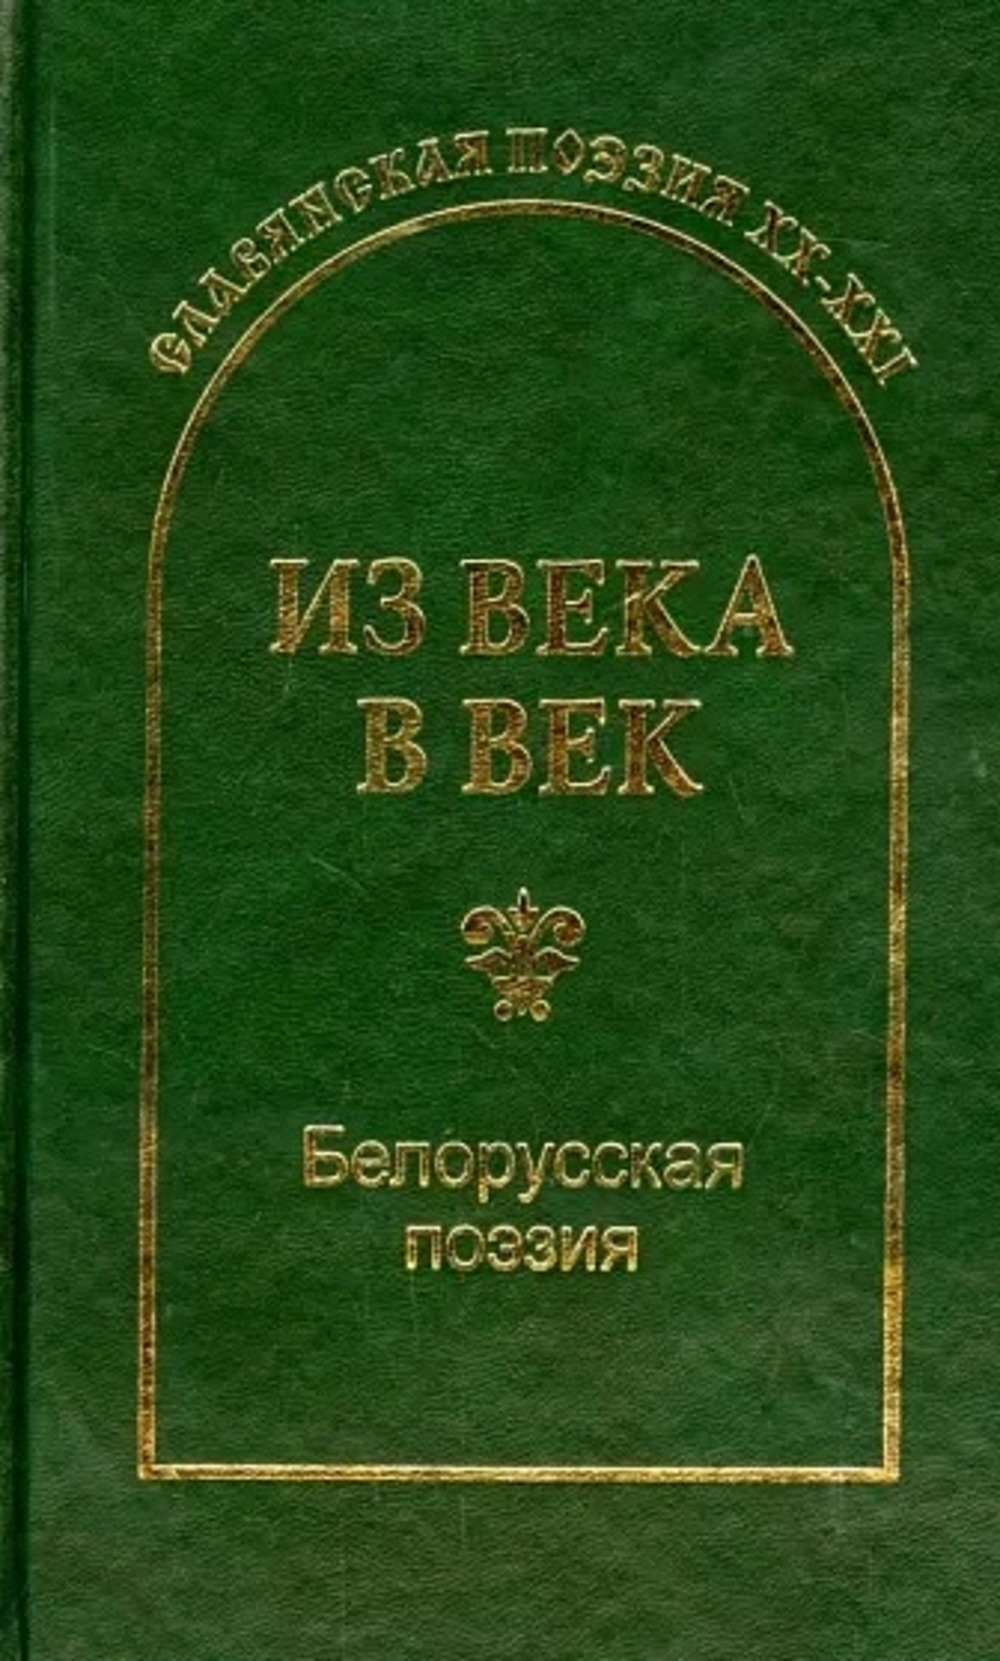 СЛАВЯНСКАЯ ПОЭЗИЯ XX-XXI
ИЗ ВЕКА
В ВЕК
Белорусская
поэзия